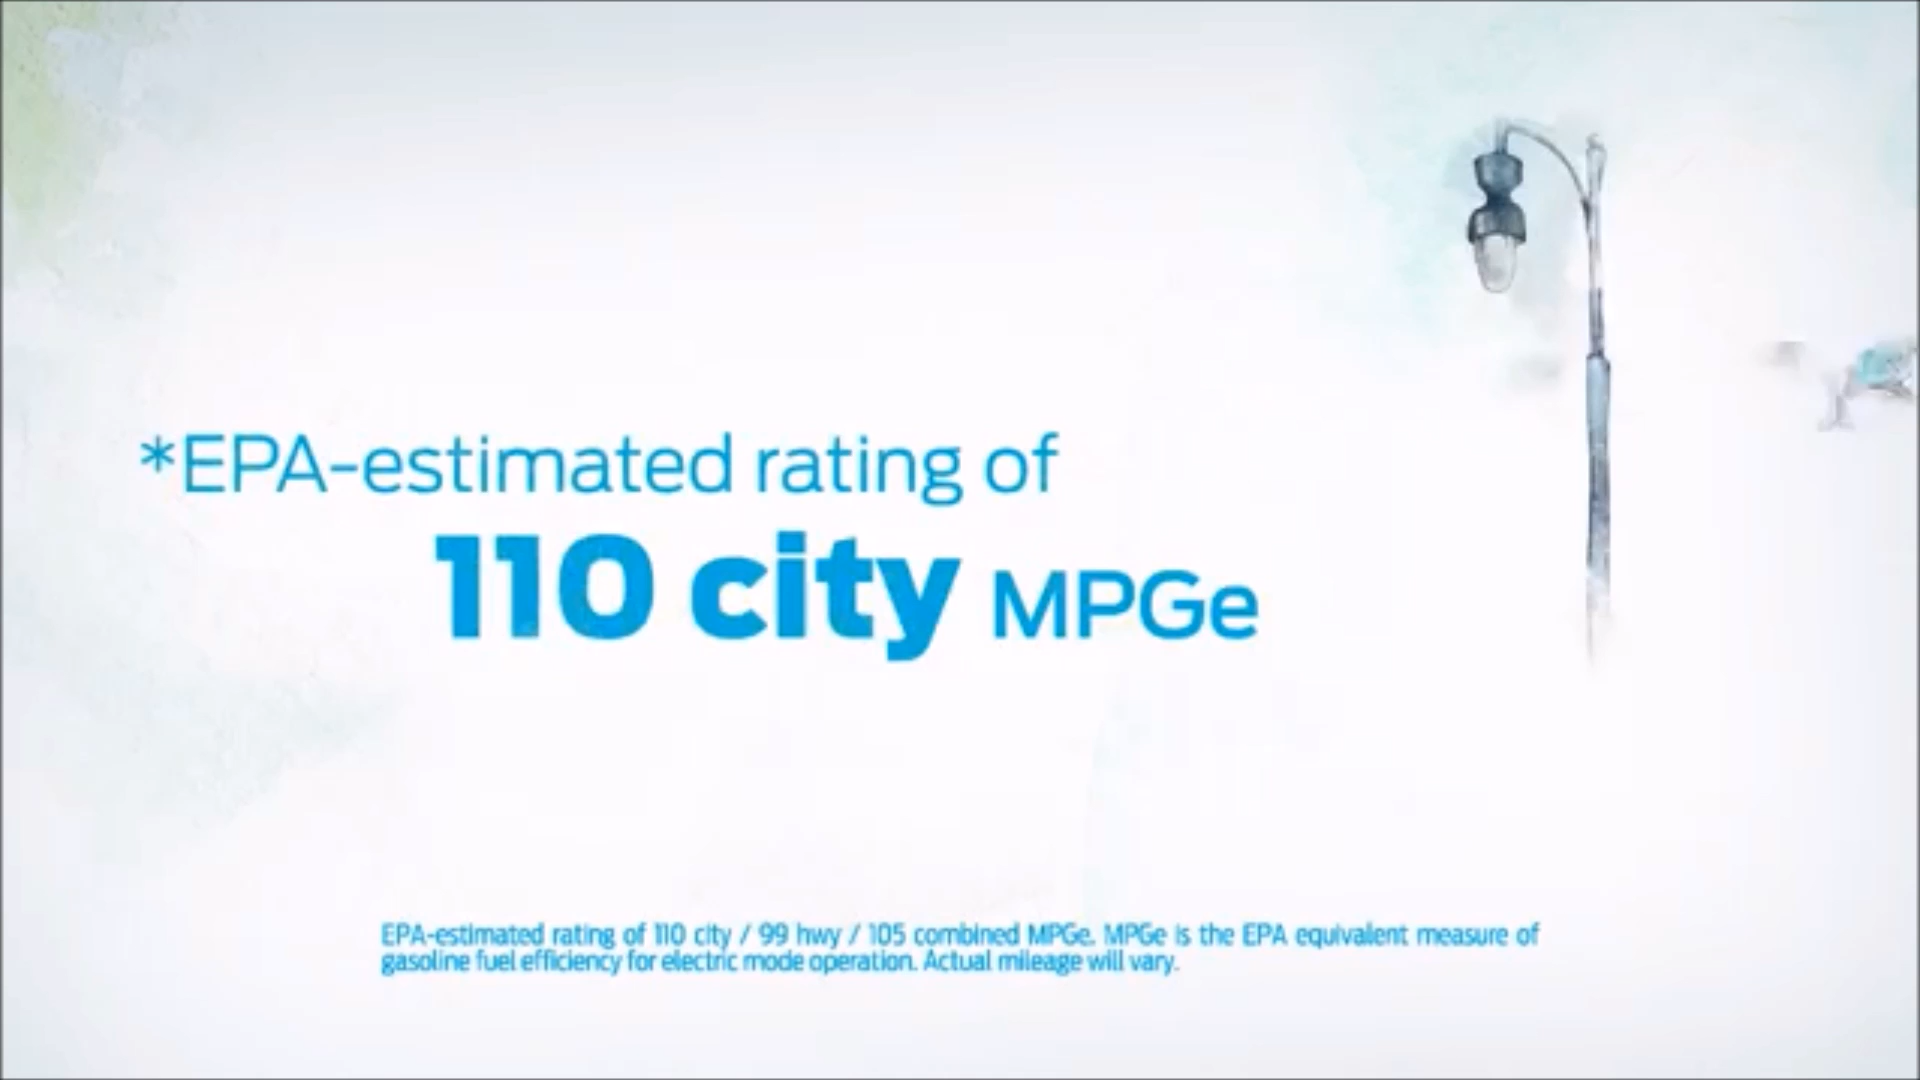 *EPA-estimated rating of
110 city MPGe
EPA-estimated rating of 110 city / 99 hwy / 105 combined MPGe. MPGe is the EPA equivalent measure of
gasoline fuel efficiency for electric mode operation. Actual mileage will vary.